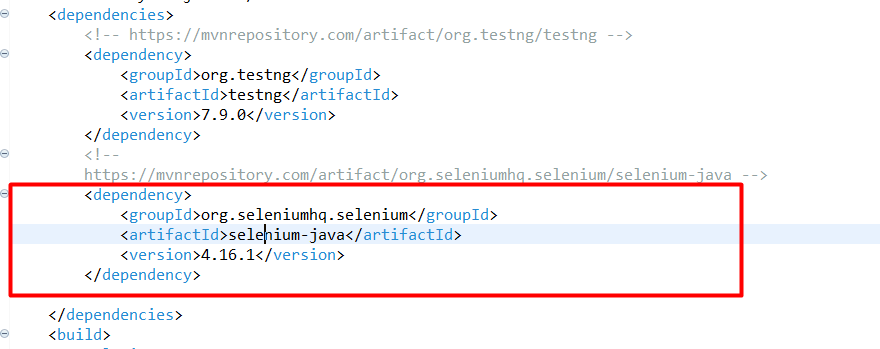 <dependencies>
<!-- https://mvnrepository.com/artifact/org.testng/testng -->
<dependency>
<groupId>org.testng</groupId>
<artifactId>testng</artifactId>
<version>7.9.0</version>
</dependency>
<!--
https://mvnrepository.com/artifact/org.seleniumhq.selenium/selenium-java -->
<dependency>
<groupId>org.seleniumhq.selenium</groupId>
<artifactId>selenium-java</artifactId>
<version>4.16.1</version>
</dependency>
</dependencies>
<build>